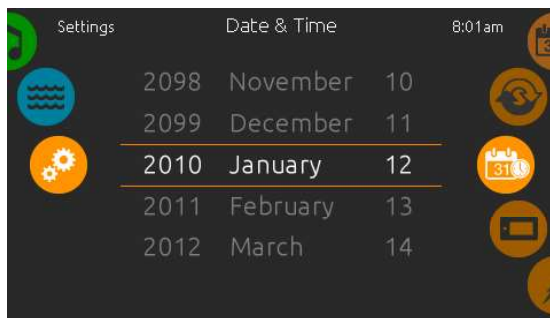 Settings Date & Time 8:01am
2098 November 10
2099 December 11
2010 January 12
31
2011 February 13
2012 March 14